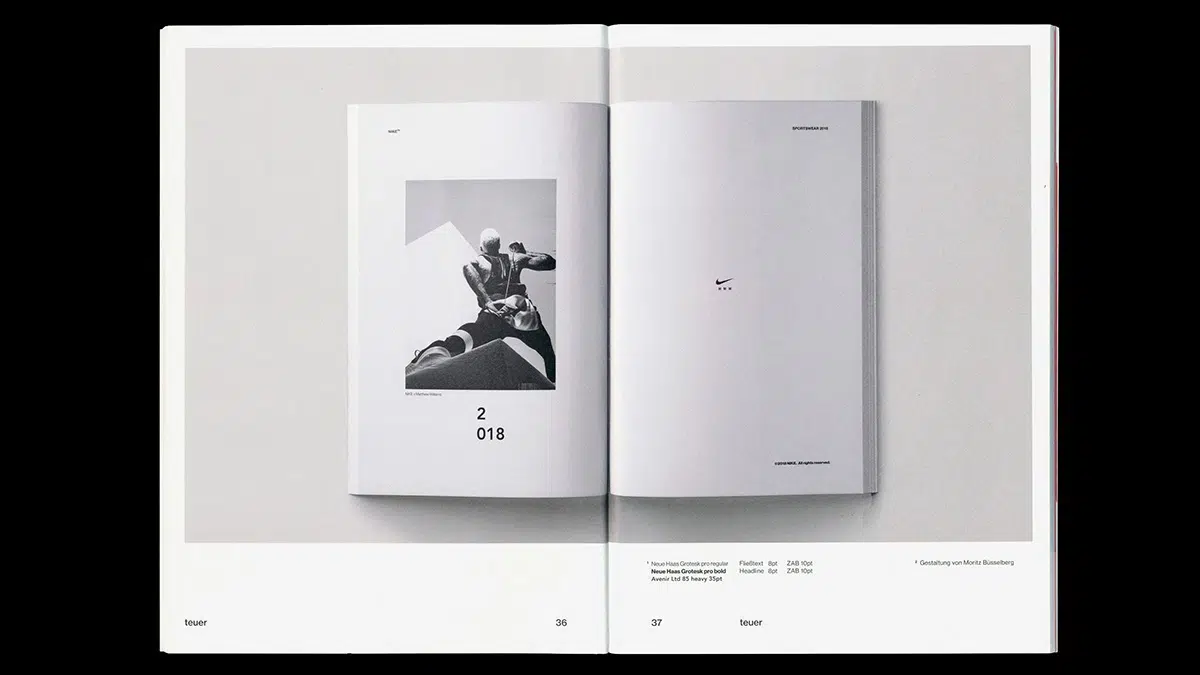 NIKE™
SPORTSWEAR 2018
2
018
©2018 NIKE, All rights reserved.
¹ Neue Haas Grotesk pro regular
Neue Haas Grotesk pro bold
Avenir Ltd 85 heavy 35pt
Fließtext 8pt ZAB 10pt
Headline 8pt ZAB 10pt
² Gestaltung von Moritz Büsselberg
teuer
36
37
teuer